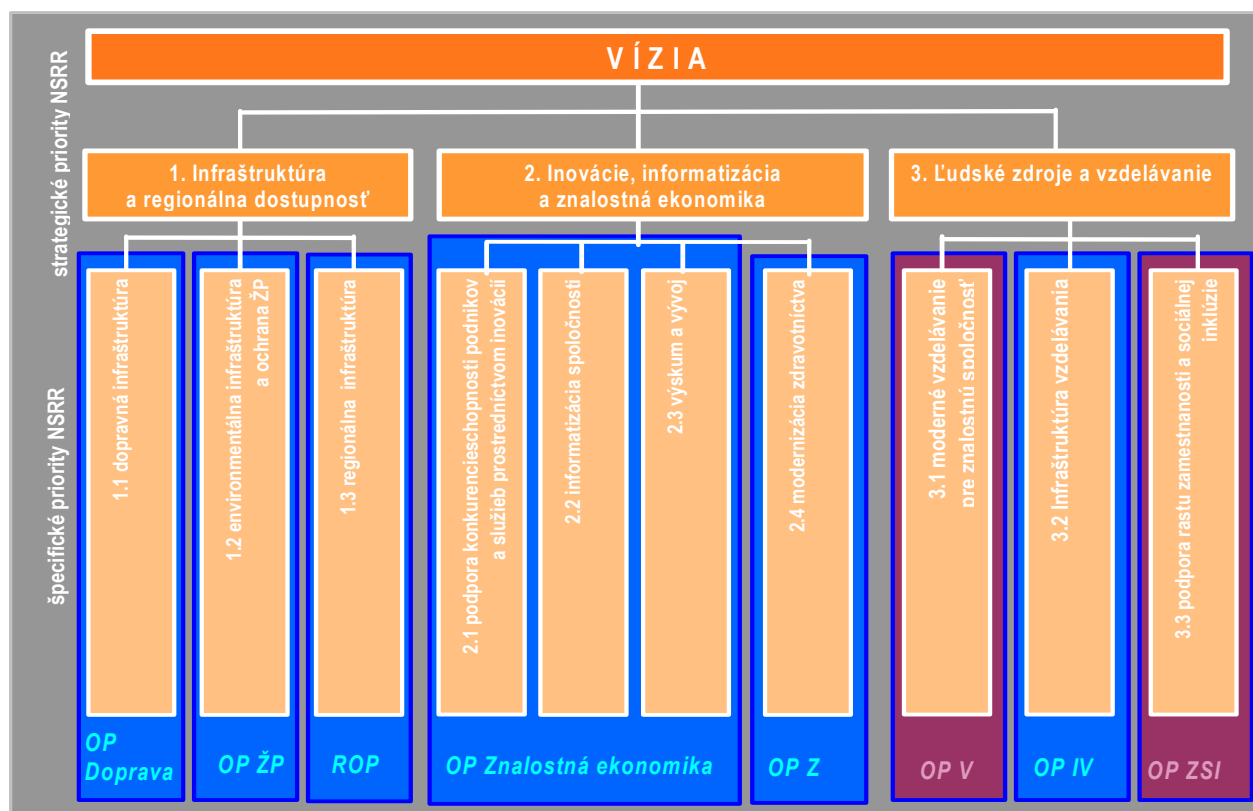 V Í Z I A
strategické priority NSRR
1. Infraštruktúra
a regionálna dostupnosť
2. Inovácie, informatizácia
a znalostná ekonomika
3. Ľudské zdroje a vzdelávanie
špecifické priority NSRR
1.1 dopravná infraštruktúra
1.2 environmentálna infraštruktúra
a ochrana ŽP
1.3 regionálna infraštruktúra
2.1 podpora konkurencieschopnosti podnikov
a služieb prostredníctvom inovácií
2.2 informatizácia spoločnosti
2.3 výskum a vývoj
2.4 modernizácia zdravotníctva
3.1 moderné vzdelávanie
pre znalostnú spoločnosť
3.2 Infraštruktúra vzdelávania
3.3 podpora rastu zamestnanosti a sociálnej
inklúzie
OP
Doprava
OP ŽP
ROP
OP Znalostná ekonomika
OP Z
OP V
OP IV
OP ZSI